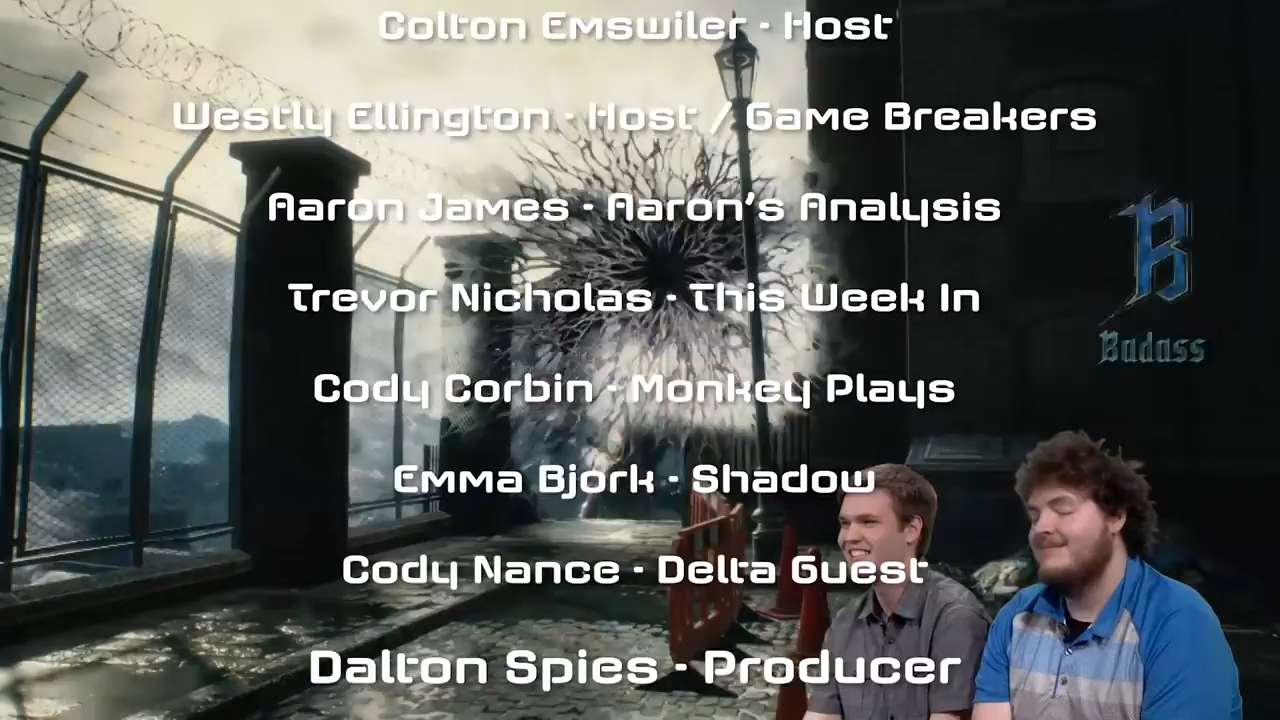 Colton Emswiler - Host
Westly Ellington - Host / Game Breakers
Aaron James - Aaron's Analysis
Trevor Nicholas - This Week In
B
Badass
Cody Corbin - Monkey Plays
Emma Bjork - Shadow
Cody Nance - Delta Guest
Dalton Spies - Producer